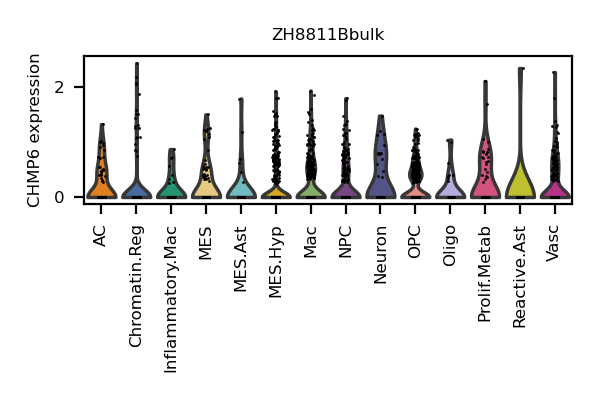 ZH8811Bbulk
CHMP6 expression
2
0
AC
Chromatin.Reg
Inflammatory.Mac
MES
MES.Ast
MES.Hyp
Mac
NPC
Neuron
OPC
Oligo
Prolif.Metab
Reactive.Ast
Vasc